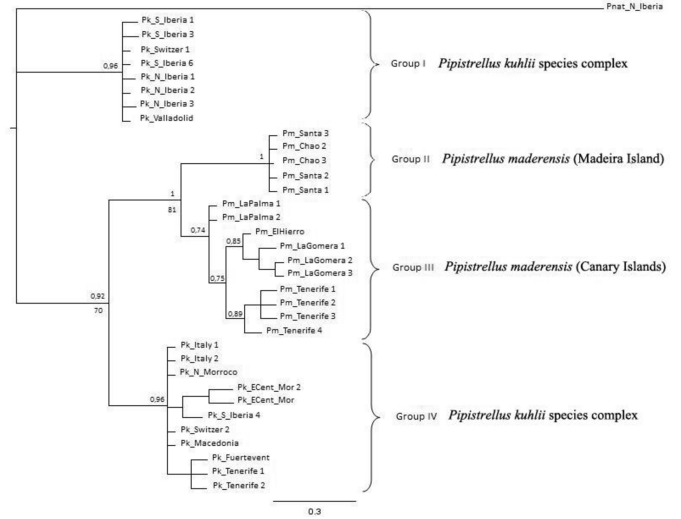 Pnat_N_Iberia
Pk_S_Iberia 1
Pk_S_Iberia 3
Pk_Switzer 1
0,96
Pk_S_Iberia 6
Group I Pipistrellus kuhlii species complex
Pk_N_Iberia 1
Pk_N_Iberia 2
Pk_N_Iberia 3
Pk_Valladolid
Pm_Santa 3
Pm_Chao 2
1
Pm_Chao 3
Group II Pipistrellus maderensis (Madeira Island)
Pm_Santa 2
Pm_Santa 1
1
81
Pm_LaPalma 1
Pm_LaPalma 2
0,74
Pm_ElHierro
0,85
Pm_LaGomera 1
Pm_LaGomera 2
Group III Pipistrellus maderensis (Canary Islands)
Pm_LaGomera 3
0,75
Pm_Tenerife 1
Pm_Tenerife 2
0,92
70
Pm_Tenerife 3
0,89
Pm_Tenerife 4
Pk_Italy 1
Pk_Italy 2
Pk_N_Morroco
Pk_ECent_Mor 2
0,96
Pk_ECent_Mor
Pk_S_Iberia 4
Group IV Pipistrellus kuhlii species complex
Pk_Switzer 2
Pk_Macedonia
Pk_Fuertevent
Pk_Tenerife 1
Pk_Tenerife 2
0.3